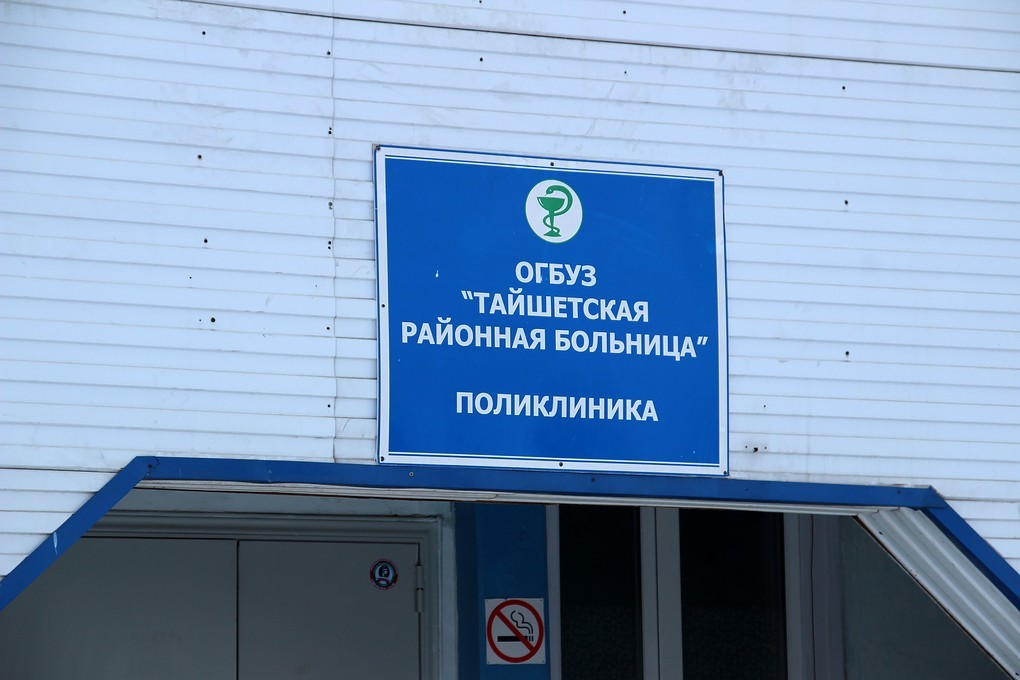 ОГБУЗ
“ТАЙШЕТСКАЯ
РАЙОННАЯ БОЛЬНИЦА”
ПОЛИКЛИНИКА